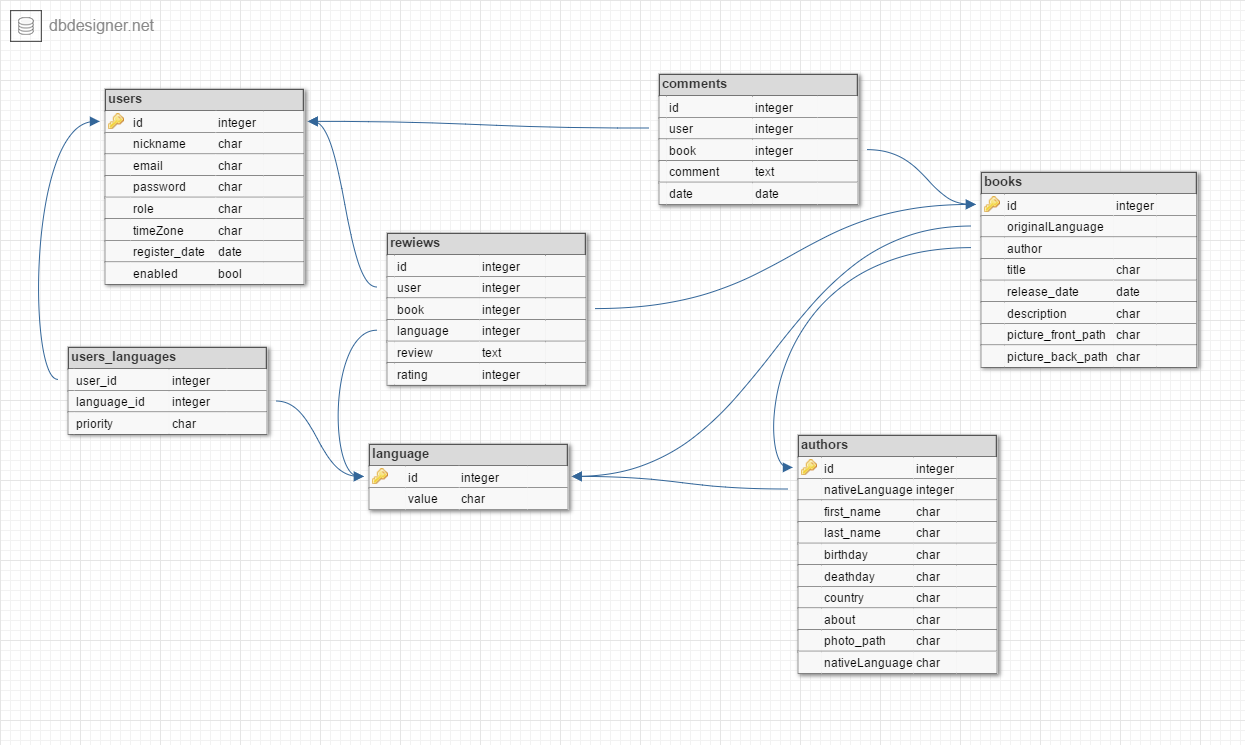 dbdesigner.net
users
id integer
nickname char
email char
password char
role char
timeZone char
register_date date
enabled bool
comments
id integer
user integer
book integer
comment text
date date
books
id integer
originalLanguage
author
title char
release_date date
description char
picture_front_path char
picture_back_path char
rewiews
id integer
user integer
book integer
language integer
review text
rating integer
users_languages
user_id integer
language_id integer
priority char
language
id integer
value char
authors
id integer
nativeLanguage integer
first_name char
last_name char
birthday char
deathday char
country char
about char
photo_path char
nativeLanguage char